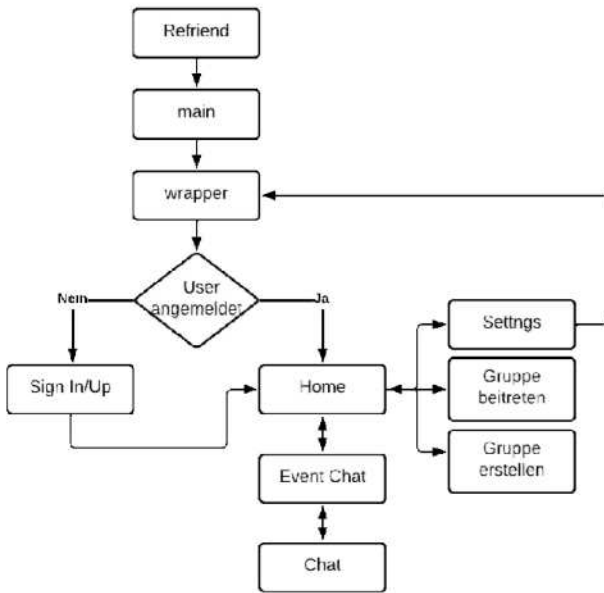 Refriend
main
wrapper
User
angemeldet
Nein
Ja
Sign In/Up
Home
Settngs
Gruppe
beitreten
Gruppe
erstellen
Event Chat
Chat